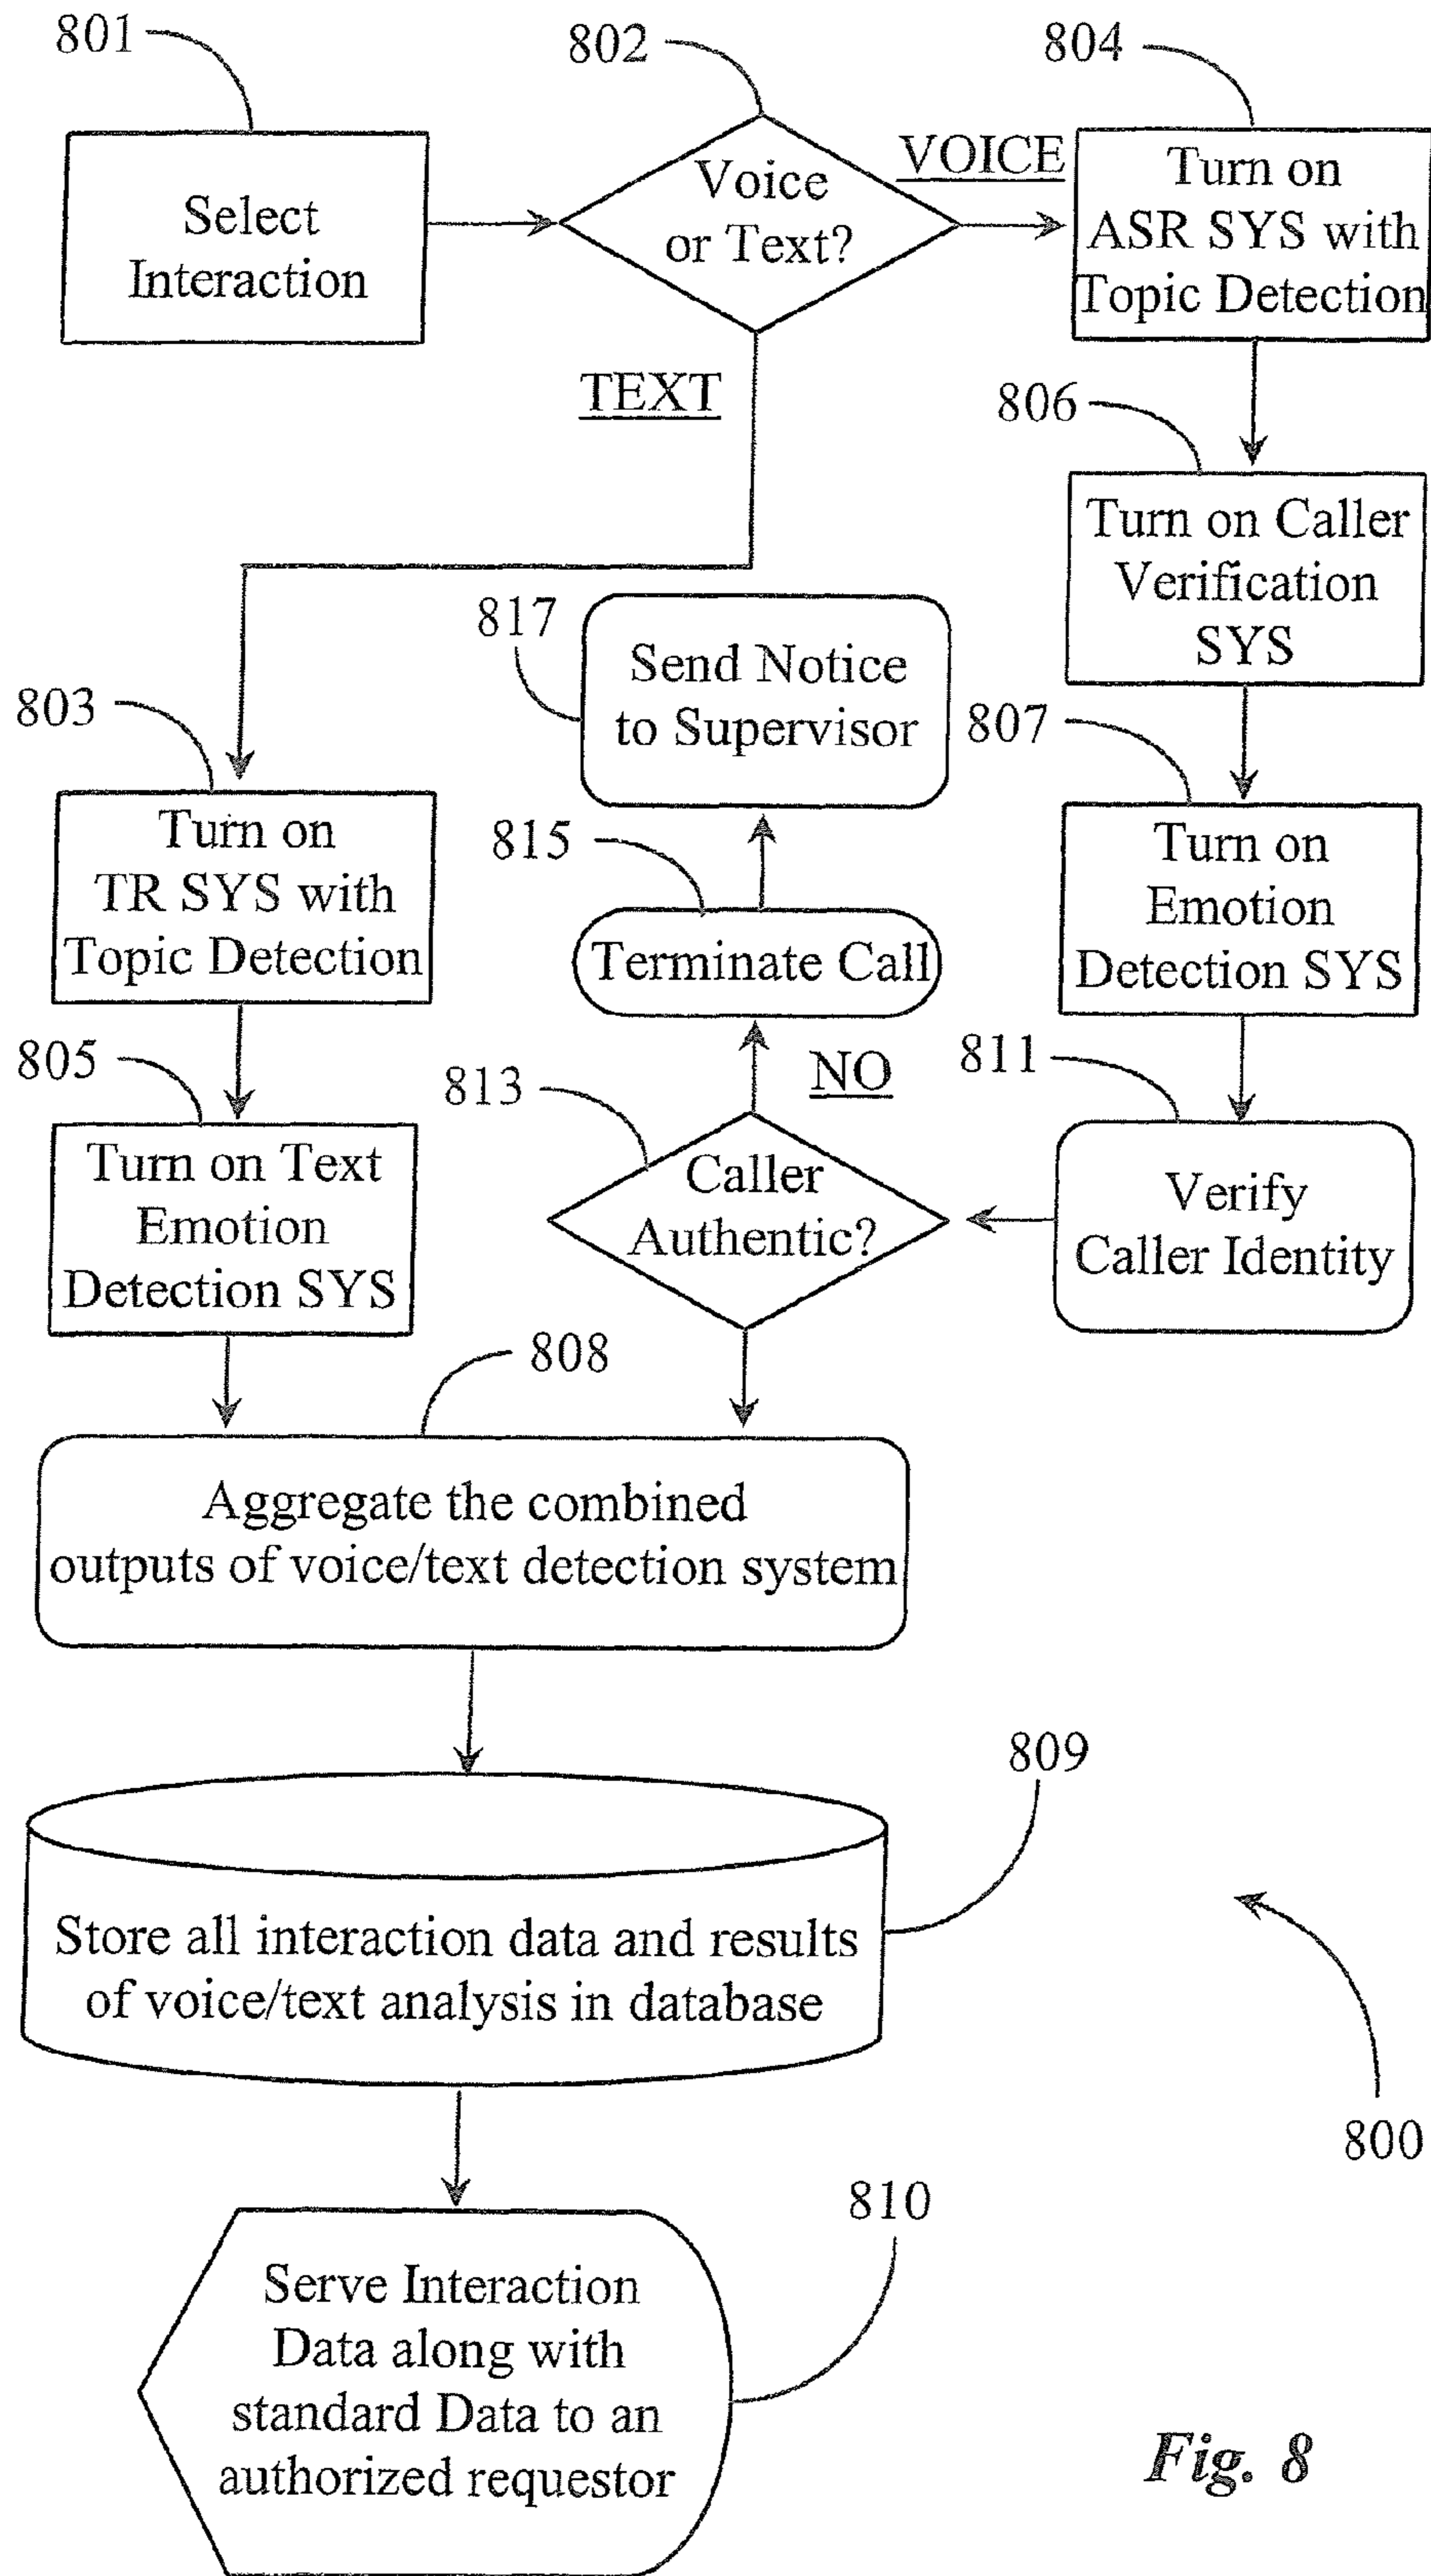 801
802
804
Select
Interaction
Voice
or Text?
VOICE
Turn on
ASR SYS with
Topic Detection
TEXT
806
Turn on Caller
Verification
SYS
817
Send Notice
to Supervisor
803
807
Turn on
TR SYS with
Topic Detection
815
Terminate Call
Turn on
Emotion
Detection SYS
805
813
NO
811
Turn on Text
Emotion
Detection SYS
Caller
Authentic?
Verify
Caller Identity
808
Aggregate the combined
outputs of voice/text detection system
809
Store all interaction data and results
of voice/text analysis in database
800
810
Serve Interaction
Data along with
standard Data to an
authorized requestor
Fig. 8